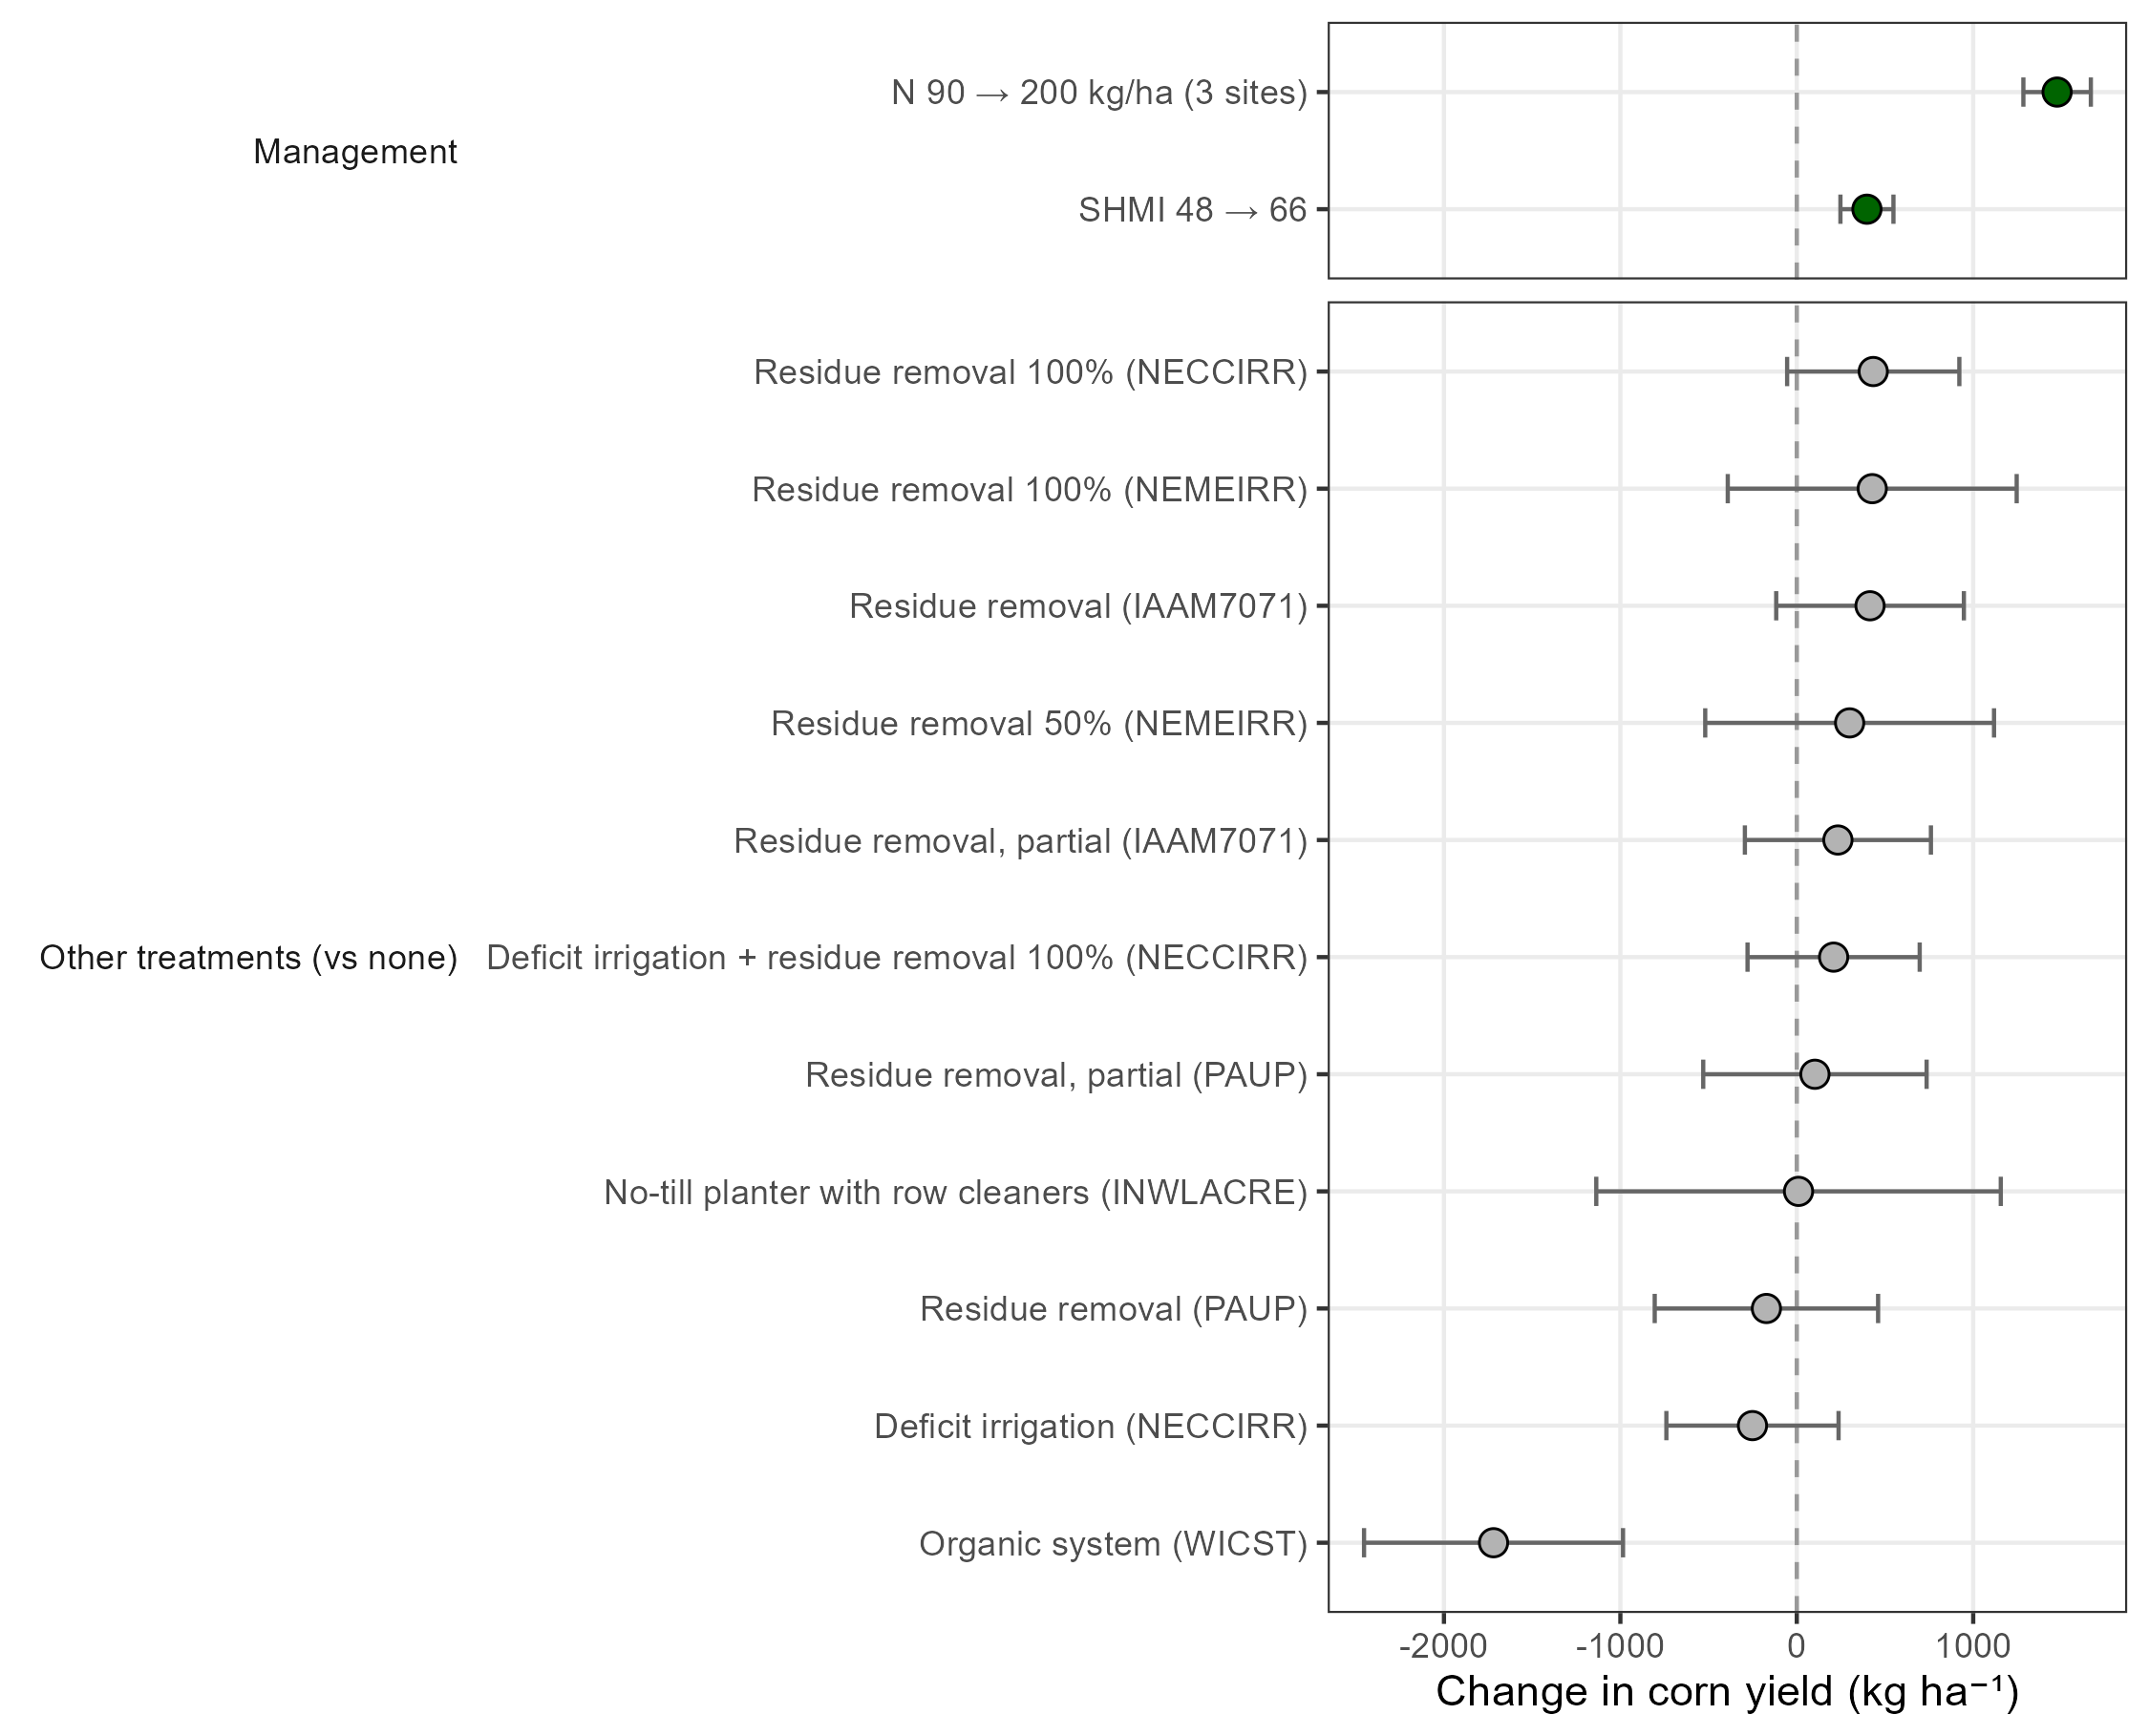 N 90 → 200 kg/ha (3 sites)
Management
SHMI 48 → 66
Residue removal 100% (NECCIRR)
Residue removal 100% (NEMEIRR)
Residue removal (IAAM7071)
Residue removal 50% (NEMEIRR)
Residue removal, partial (IAAM7071)
Other treatments (vs none)
Deficit irrigation + residue removal 100% (NECCIRR)
Residue removal, partial (PAUP)
No-till planter with row cleaners (INWLACRE)
Residue removal (PAUP)
Deficit irrigation (NECCIRR)
Organic system (WICST)
-2000 -1000 0 1000
Change in corn yield (kg ha⁻¹)